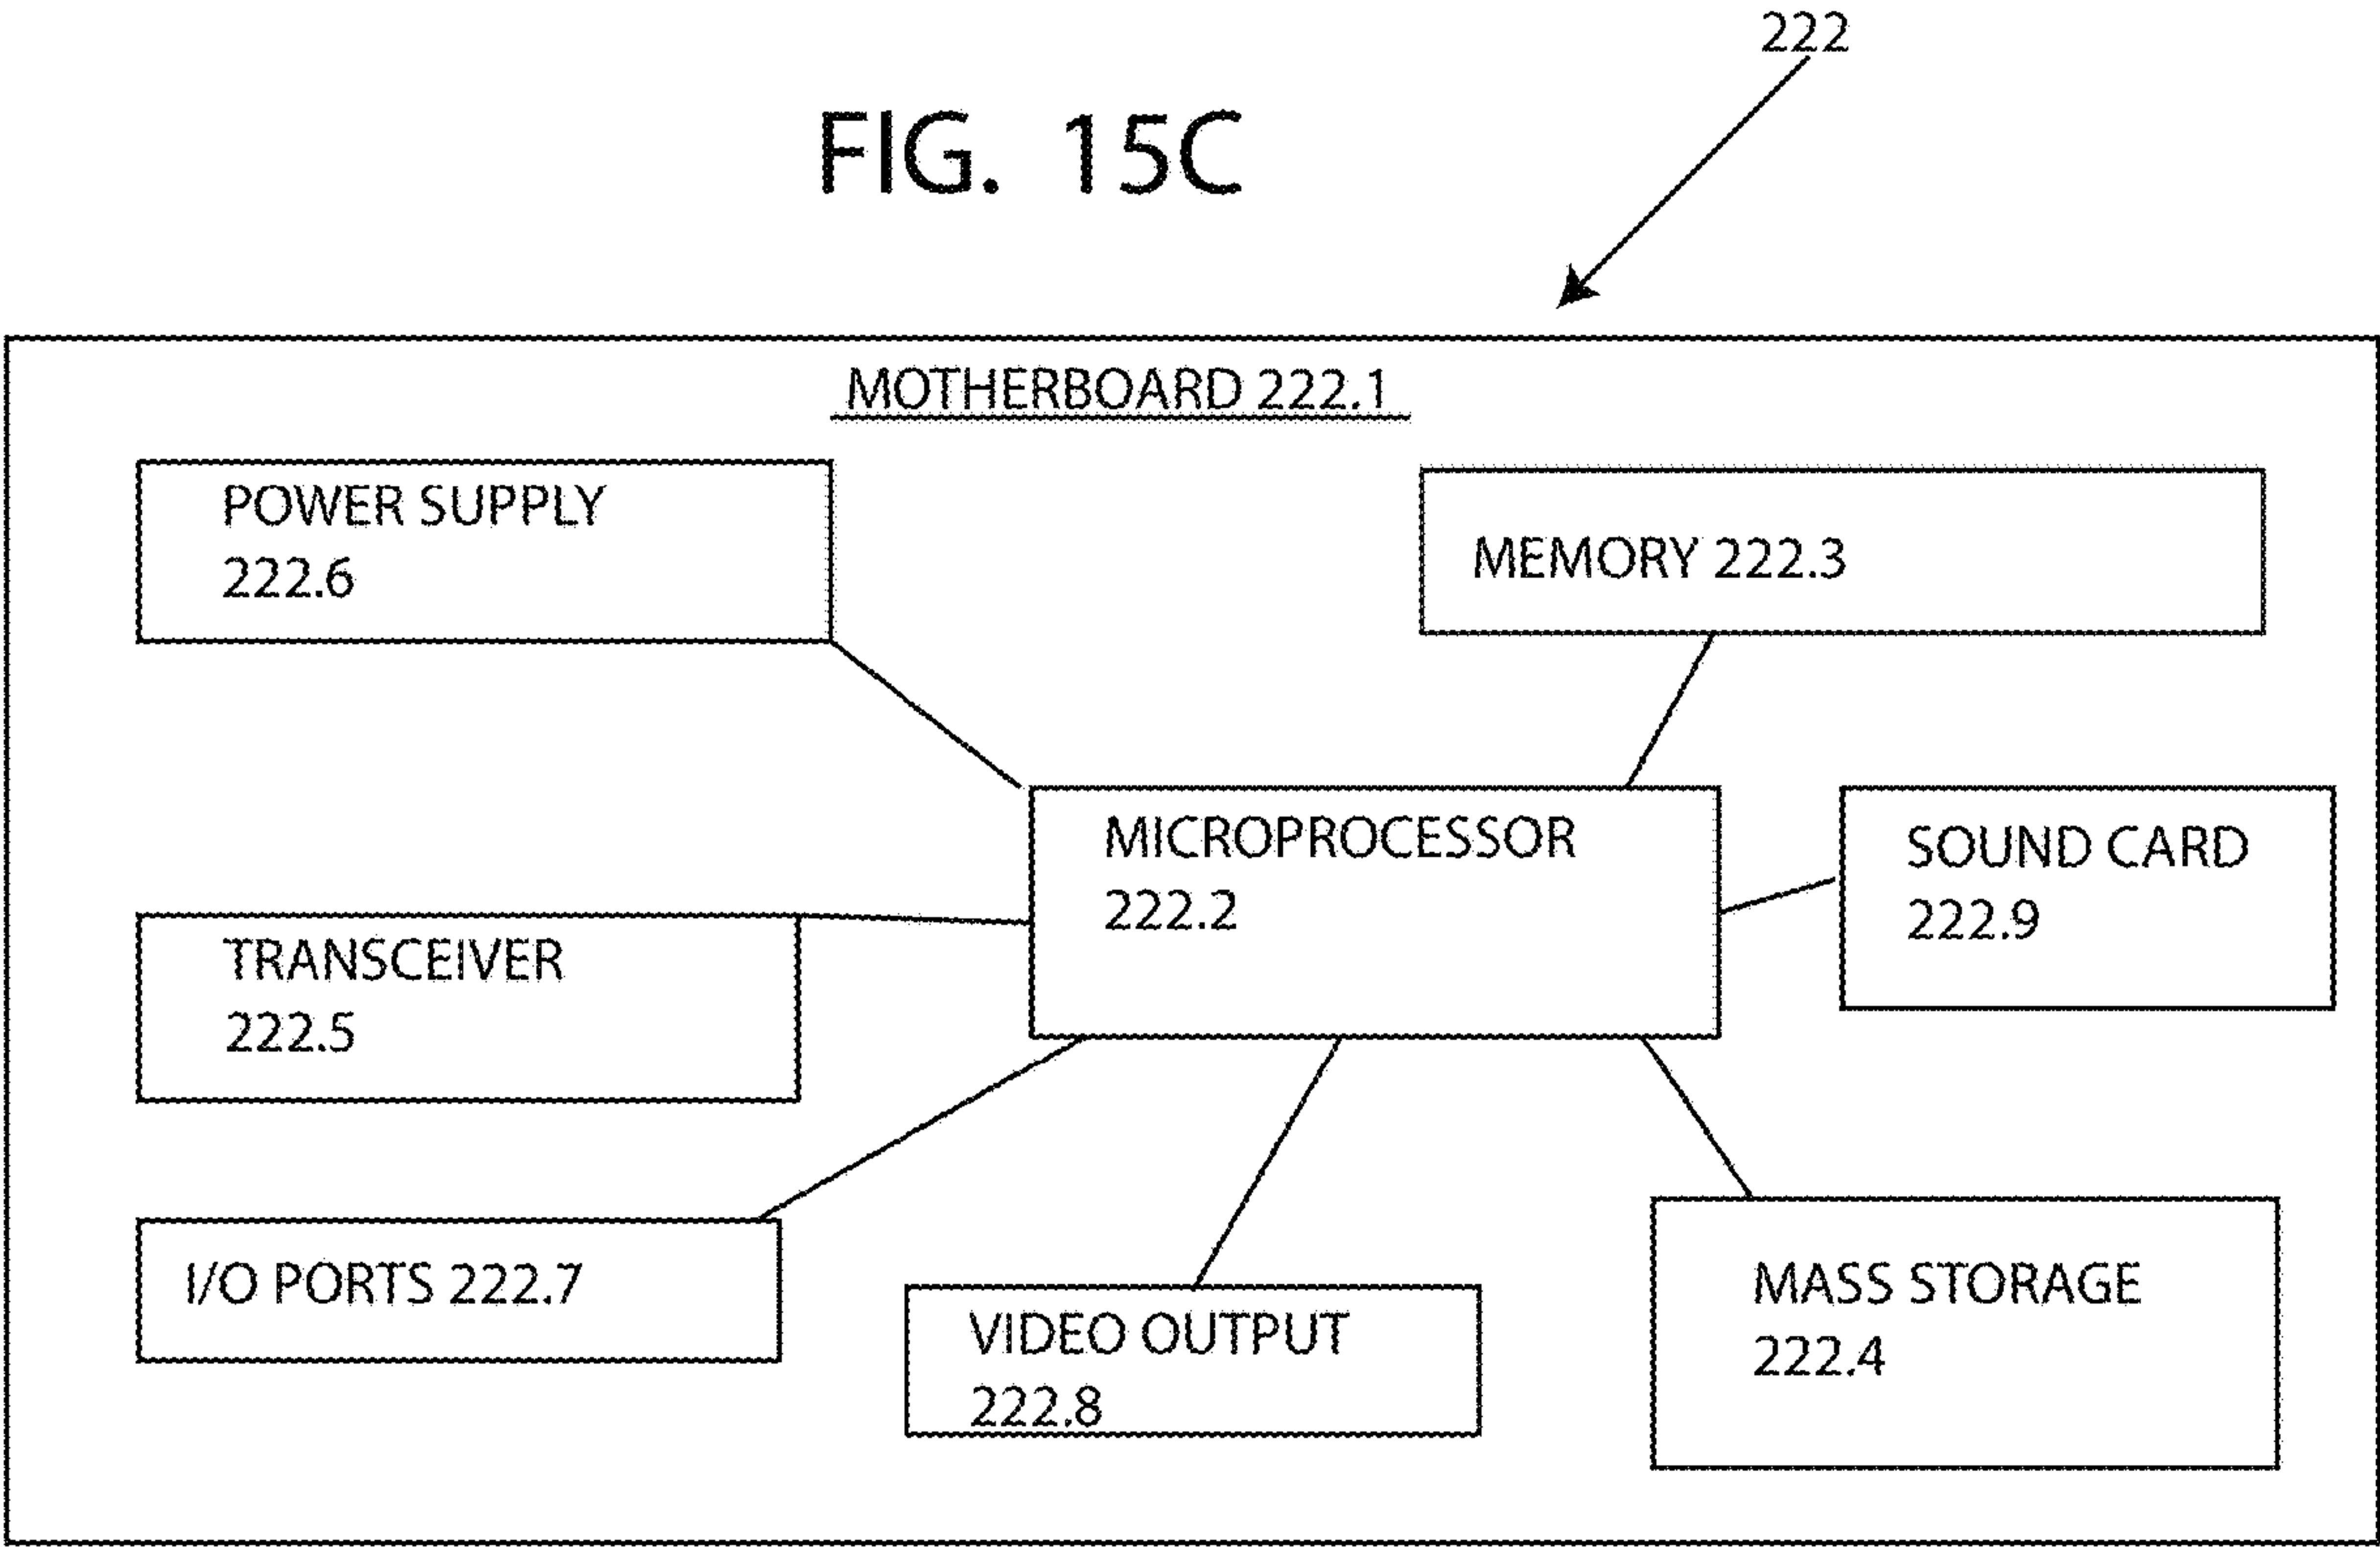 222
FIG. 15C
MOTHERBOARD 222.1
POWER SUPPLY
222.6
MEMORY 222.3
MICROPROCESSOR
222.2
SOUND CARD
222.9
TRANSCEIVER
222.5
I/O PORTS 222.7
VIDEO OUTPUT
222.8
MASS STORAGE
222.4